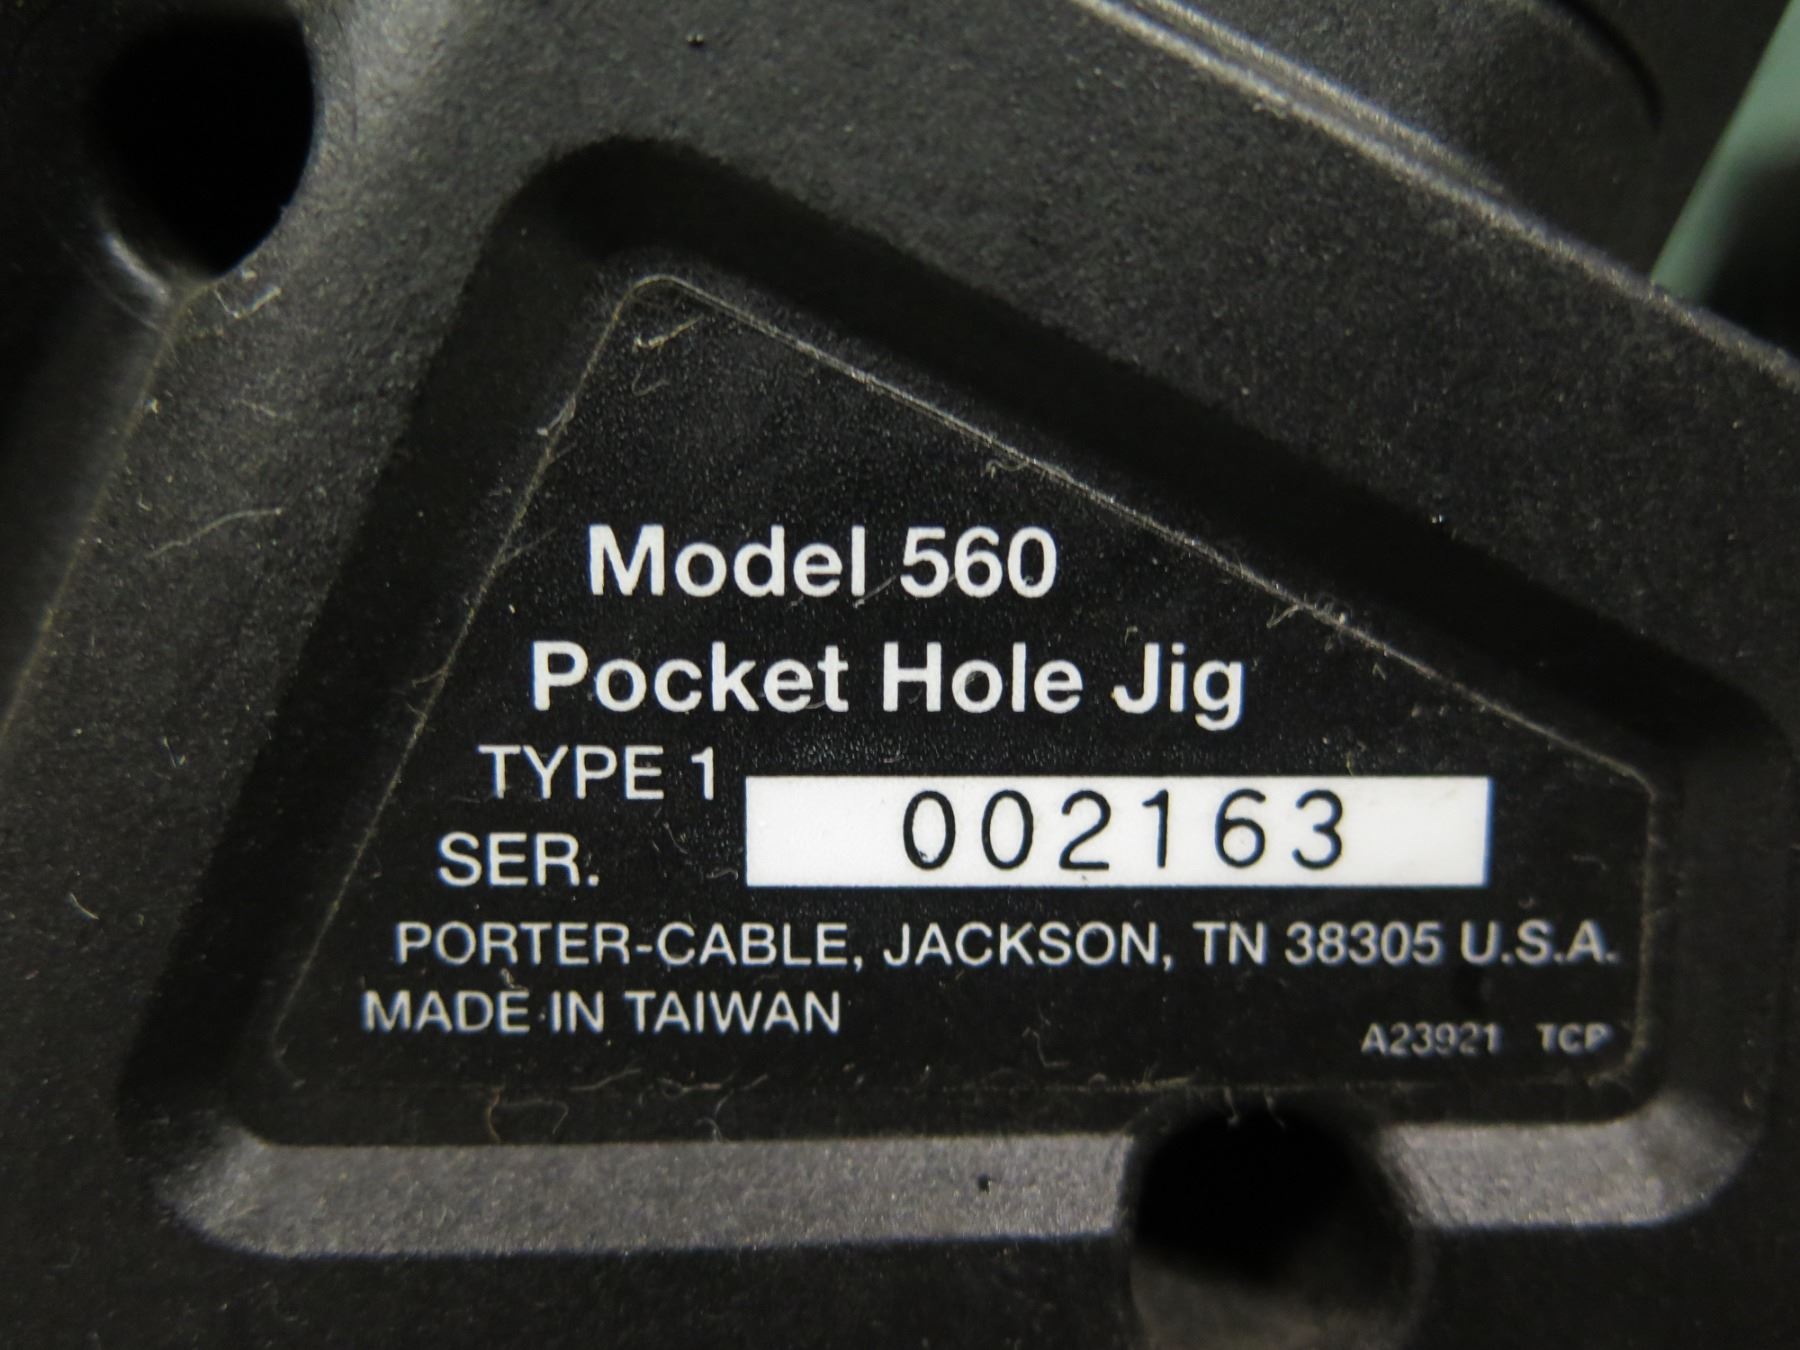 Model 560
Pocket Hole Jig
TYPE 1
SER. 002163
PORTER-CABLE, JACKSON, TN 38305 U.S.A.
MADE IN TAIWAN
A23921 TCP